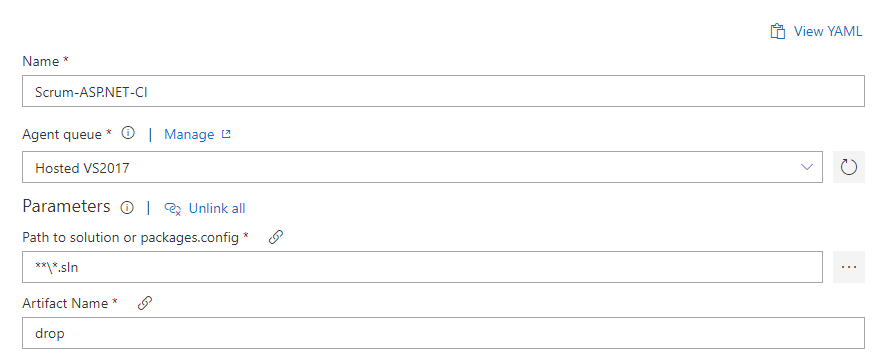 View YAML
Name *
Scrum-ASP.NET-CI
Agent queue * | Manage
Hosted VS2017
Parameters | Unlink all
Path to solution or packages.config *
**\*.sln
Artifact Name *
drop